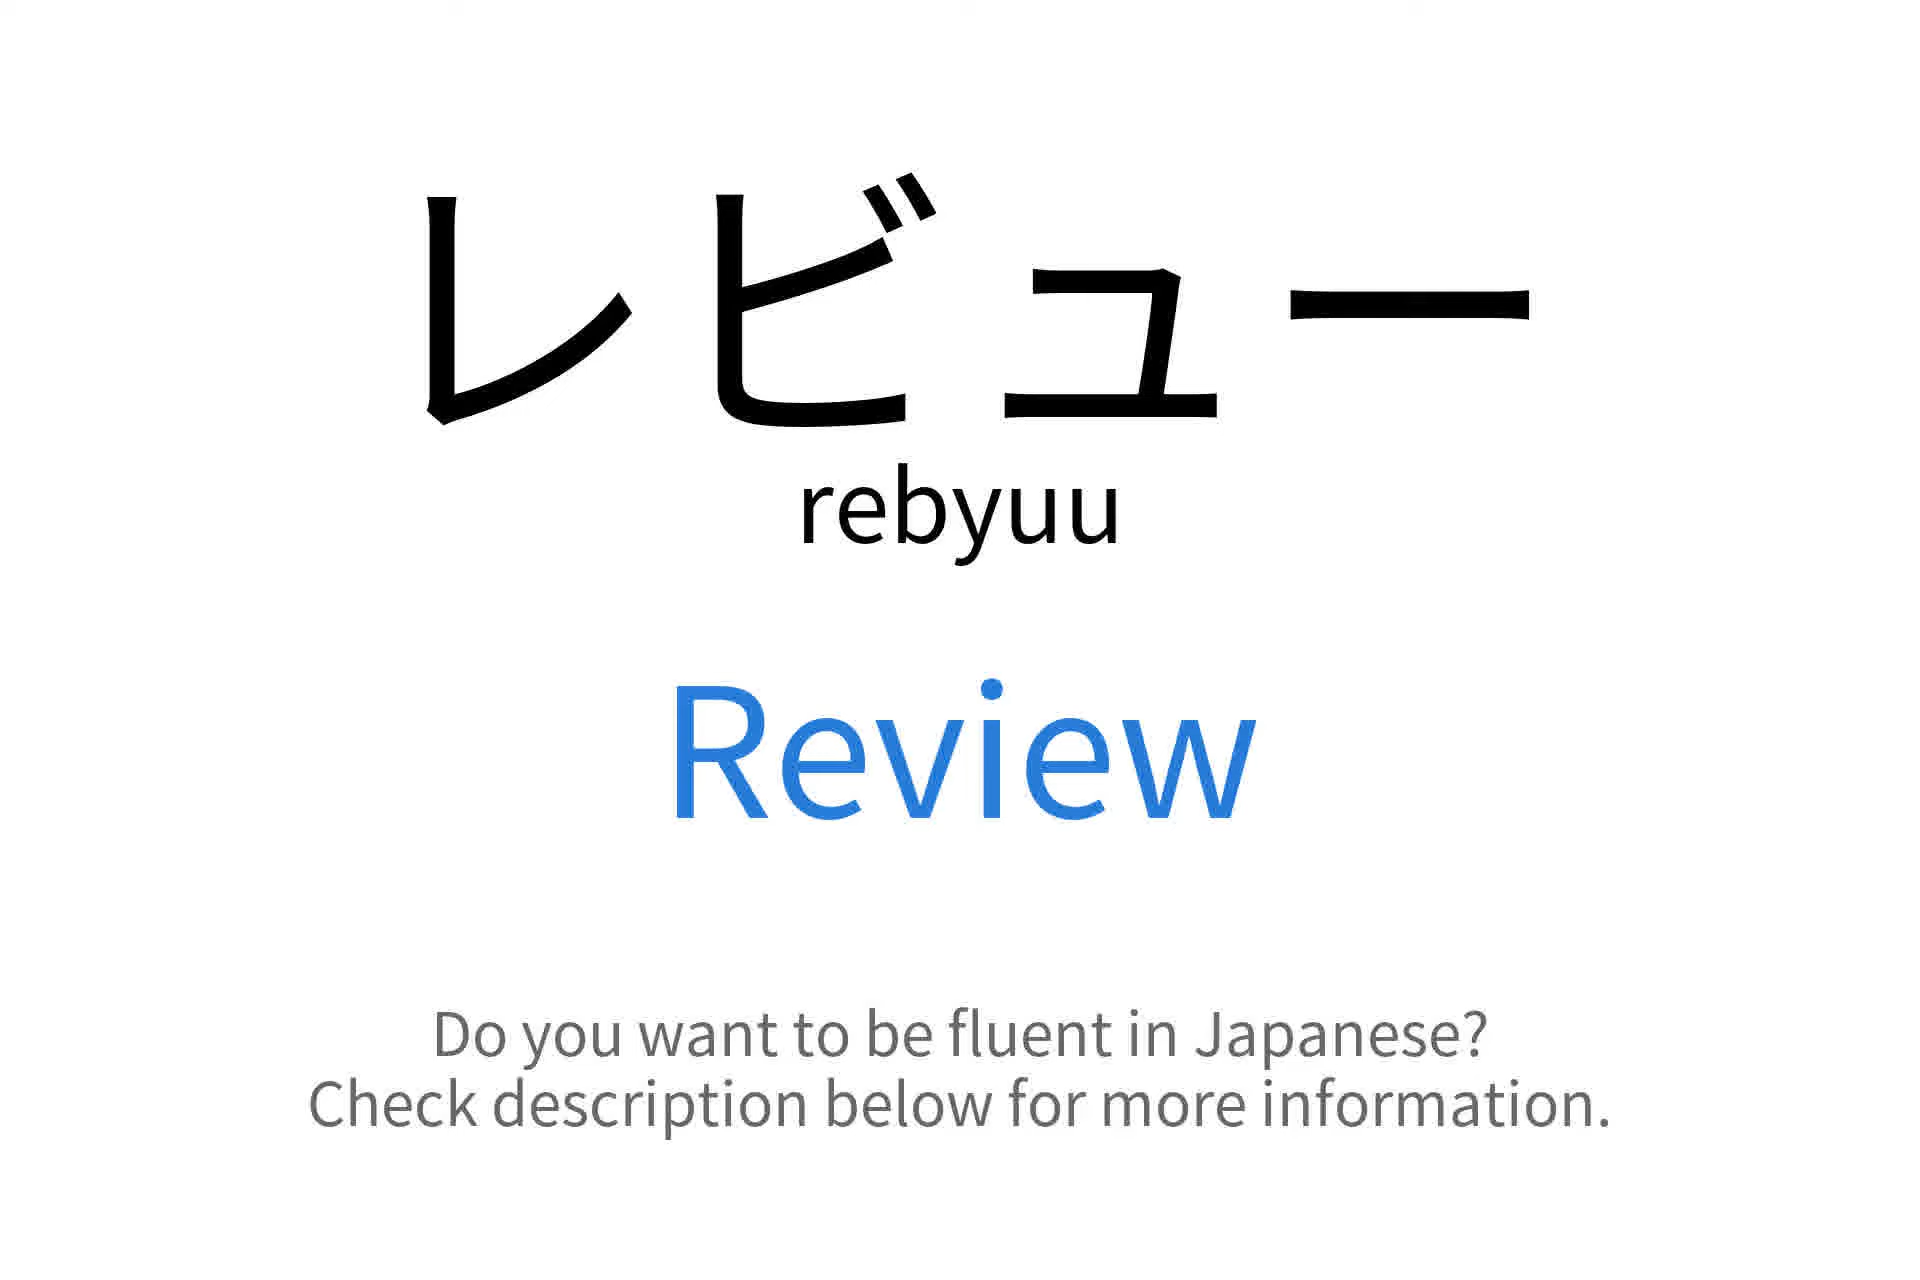 レビュー
rebyuu
Review
Do you want to be fluent in Japanese?
Check description below for more information.